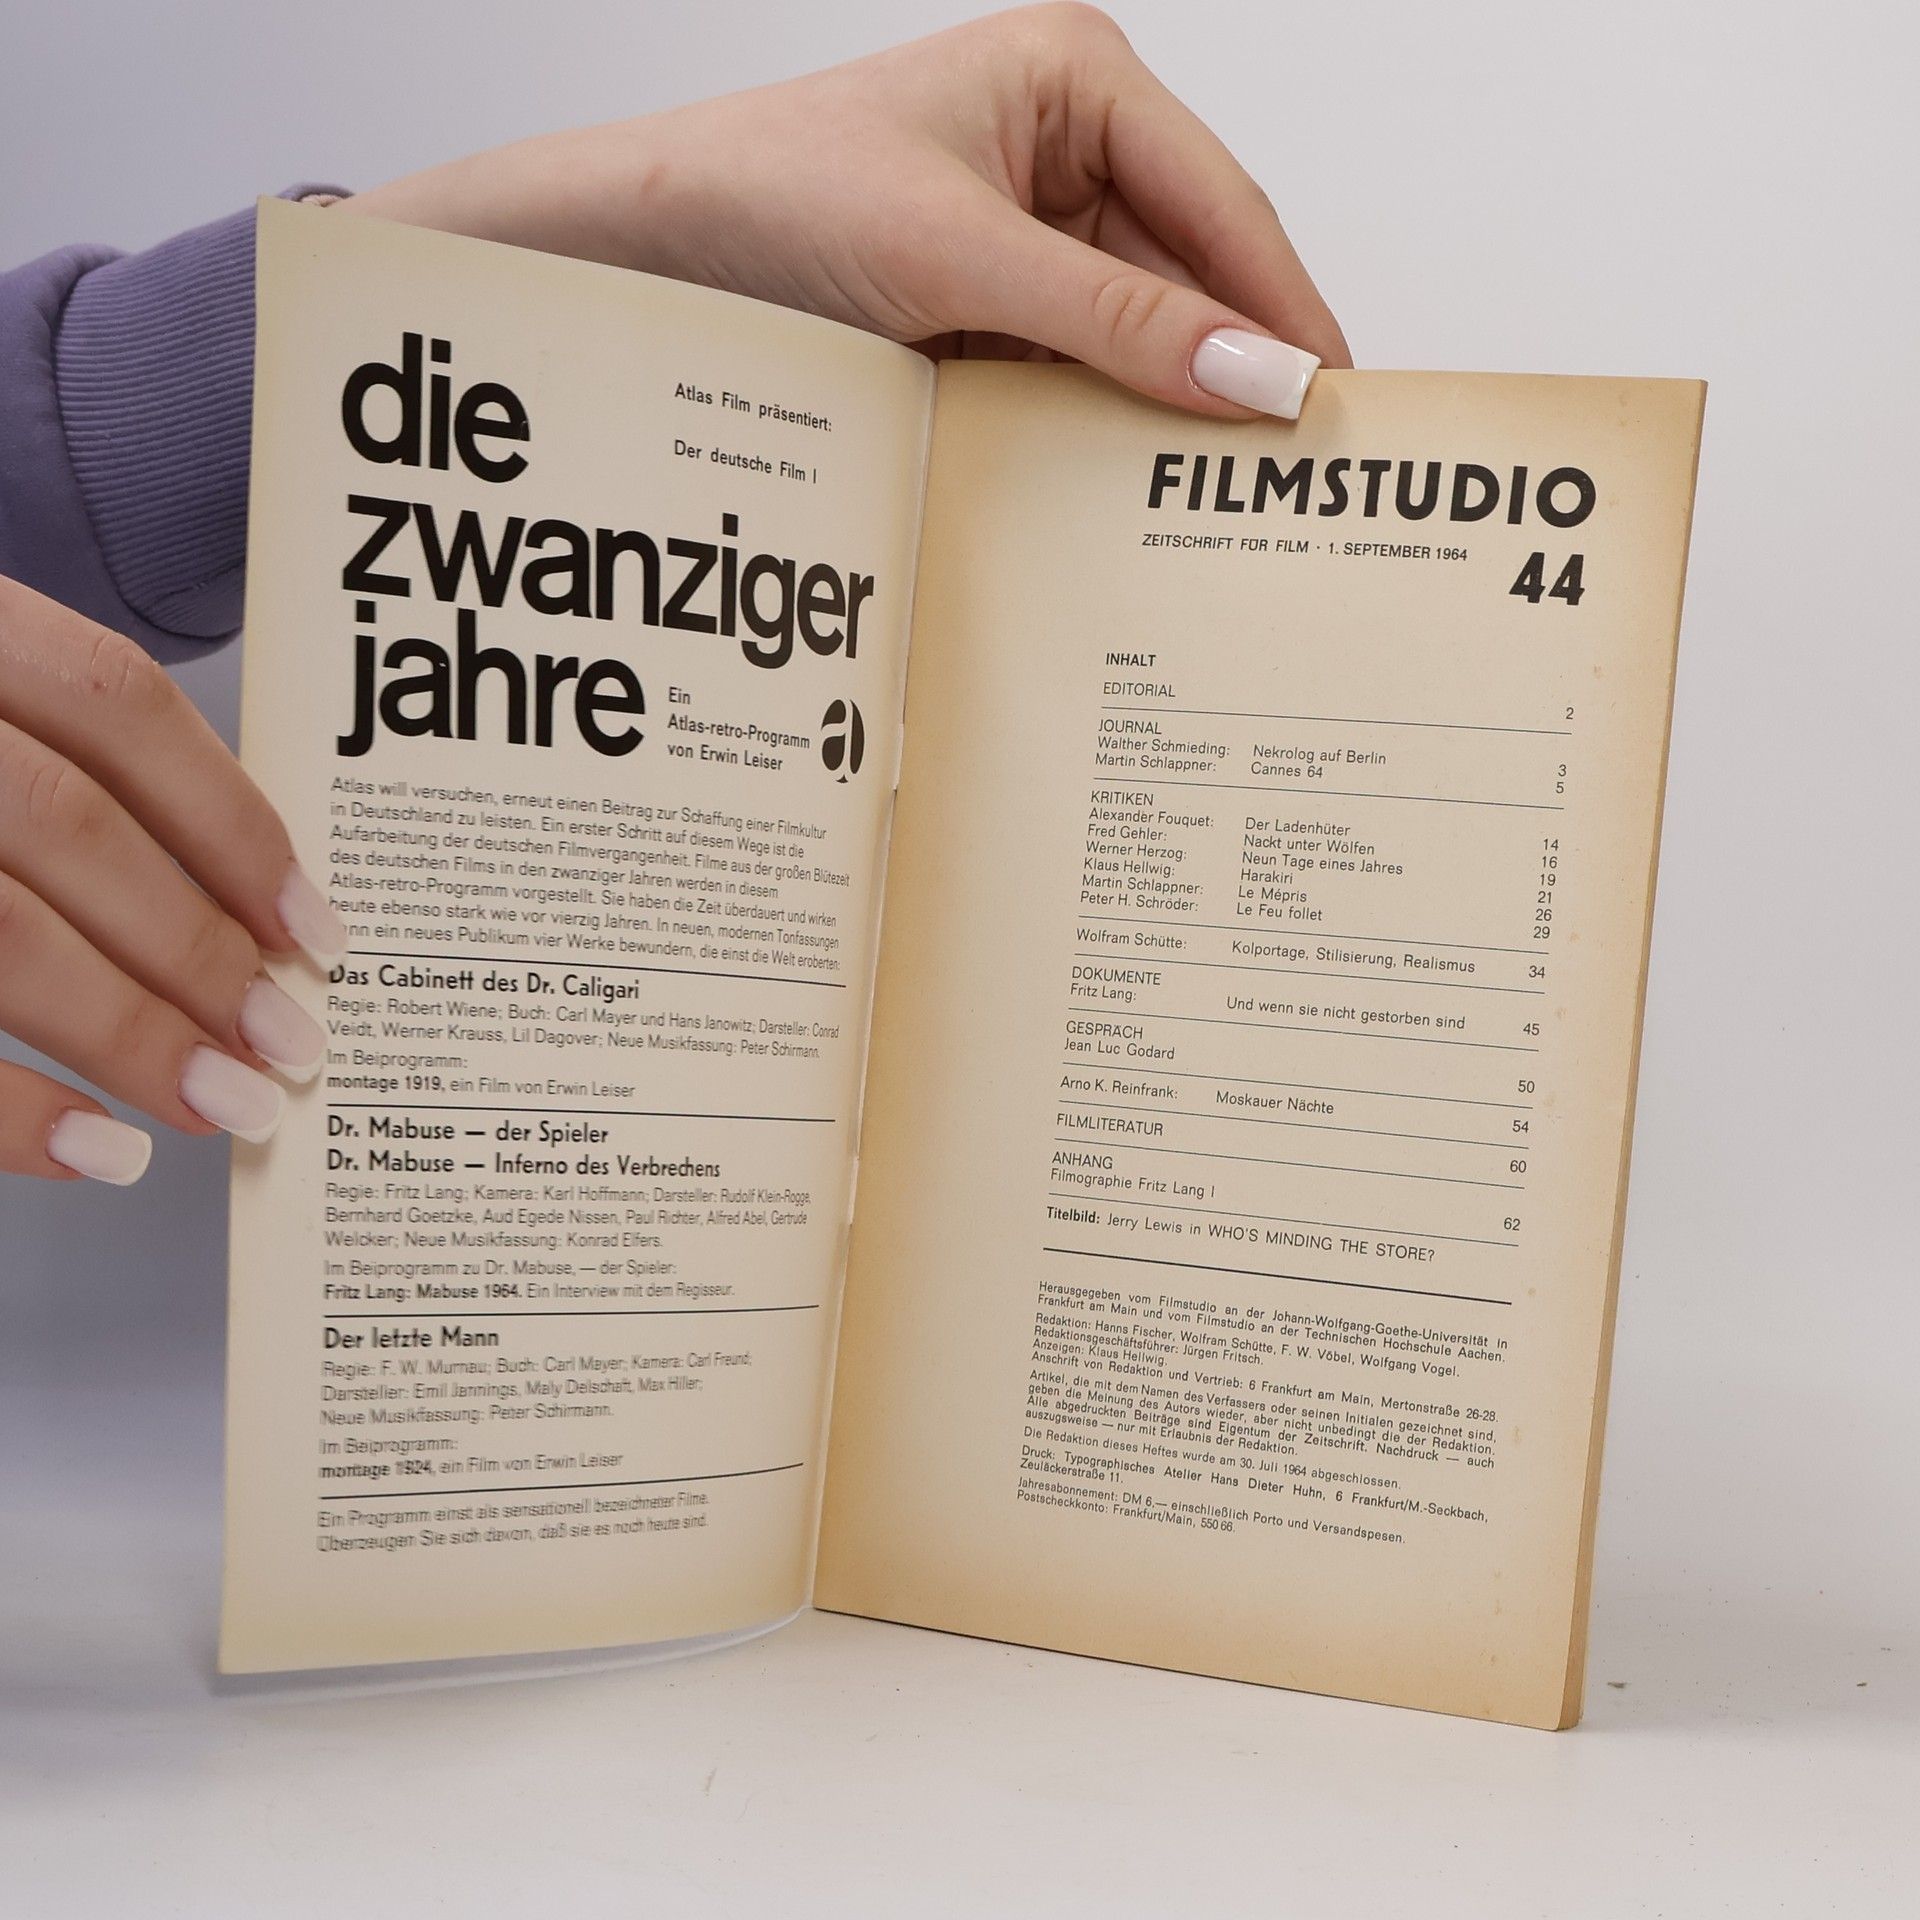 die
zwanziger
jahre
Atlas Film präsentiert:
Der deutsche Film I
Ein
Atlas-retro-Programm
von Erwin Leiser
a
Atlas will versuchen, erneut einen Beitrag zur Schaffung einer Filmkultur
in Deutschland zu leisten. Ein erster Schritt auf diesem Wege ist die
Aufarbeitung der deutschen Filmvergangenheit. Filme aus der großen Blütezeit
des deutschen Films in den zwanziger Jahren werden in diesem
Atlas-retro-Programm vorgestellt. Sie haben die Zeit überdauert und wirken
heute ebenso stark wie vor vierzig Jahren. In neuen, modernen Tonfassungen
ein neues Publikum vier Werke bewundern, die einst die Welt eroberten:
Das Cabinett des Dr. Caligari
Regie: Robert Wiene; Buch: Carl Mayer und Hans Janowitz; Darsteller: Conrad
Veidt, Werner Krauss, Lil Dagover; Neue Musikfassung: Peter Schirmann.
Im Beiprogramm:
montage 1919, ein Film von Erwin Leiser
Dr. Mabuse — der Spieler
Dr. Mabuse — Inferno des Verbrechens
Regie: Fritz Lang; Kamera: Karl Hoffmann; Darsteller: Rudolf Klein-Rogge,
Bernhard Goetzke, Aud Egede Nissen, Paul Richter, Alfred Abel, Gertrude
Welcker; Neue Musikfassung: Konrad Elfers.
Im Beiprogramm zu Dr. Mabuse, — der Spieler:
Fritz Lang: Mabuse 1964. Ein Interview mit dem Regisseur.
Der letzte Mann
Regie: F. W. Murnau; Buch: Carl Mayer; Kamera: Carl Freund;
Darsteller: Emil Jannings, Maly Delschaft, Max Hiller;
Neue Musikfassung: Peter Schirmann.
Im Beiprogramm:
montage 1924, ein Film von Erwin Leiser
Ein Programm einst als sensationell bezeichneter Filme.
Überzeugen Sie sich davon, daß sie es noch heute sind.
FILMSTUDIO
ZEITSCHRIFT FÜR FILM · 1. SEPTEMBER 1964
44
INHALT
EDITORIAL 2
JOURNAL
Walther Schmieding: Nekrolog auf Berlin 3
Martin Schlappner: Cannes 64 5
KRITIKEN
Alexander Fouquet: Der Ladenhüter 14
Fred Gehler: Nackt unter Wölfen 16
Werner Herzog: Neun Tage eines Jahres 19
Klaus Hellwig: Harakiri 21
Martin Schlappner: Le Mépris 26
Peter H. Schröder: Le Feu follet 29
Wolfram Schütte: Kolportage, Stilisierung, Realismus 34
DOKUMENTE
Fritz Lang: Und wenn sie nicht gestorben sind 45
GESPRÄCH
Jean Luc Godard 50
Arno K. Reinfrank: Moskauer Nächte 54
FILMLITERATUR 60
ANHANG
Filmographie Fritz Lang I 62
Titelbild: Jerry Lewis in WHO'S MINDING THE STORE?
Herausgegeben vom Filmstudio an der Johann-Wolfgang-Goethe-Universität in
Frankfurt am Main und vom Filmstudio an der Technischen Hochschule Aachen.
Redaktion: Hanns Fischer, Wolfram Schütte, F. W. Vöbel, Wolfgang Vogel.
Redaktionsgeschäftsführer: Jürgen Fritsch.
Anzeigen: Klaus Hellwig.
Anschrift von Redaktion und Vertrieb: 6 Frankfurt am Main, Mertonstraße 26-28.
Artikel, die mit dem Namen des Verfassers oder seinen Initialen gezeichnet sind,
geben die Meinung des Autors wieder, aber nicht unbedingt die der Redaktion.
Alle abgedruckten Beiträge sind Eigentum der Zeitschrift. Nachdruck — auch
auszugsweise — nur mit Erlaubnis der Redaktion.
Die Redaktion dieses Heftes wurde am 30. Juli 1964 abgeschlossen.
Druck: Typographisches Atelier Hans Dieter Huhn, 6 Frankfurt/M.-Seckbach,
Zeuläckerstraße 11.
Jahresabonnement: DM 6,— einschließlich Porto und Versandspesen.
Postscheckkonto: Frankfurt/Main, 550 66.